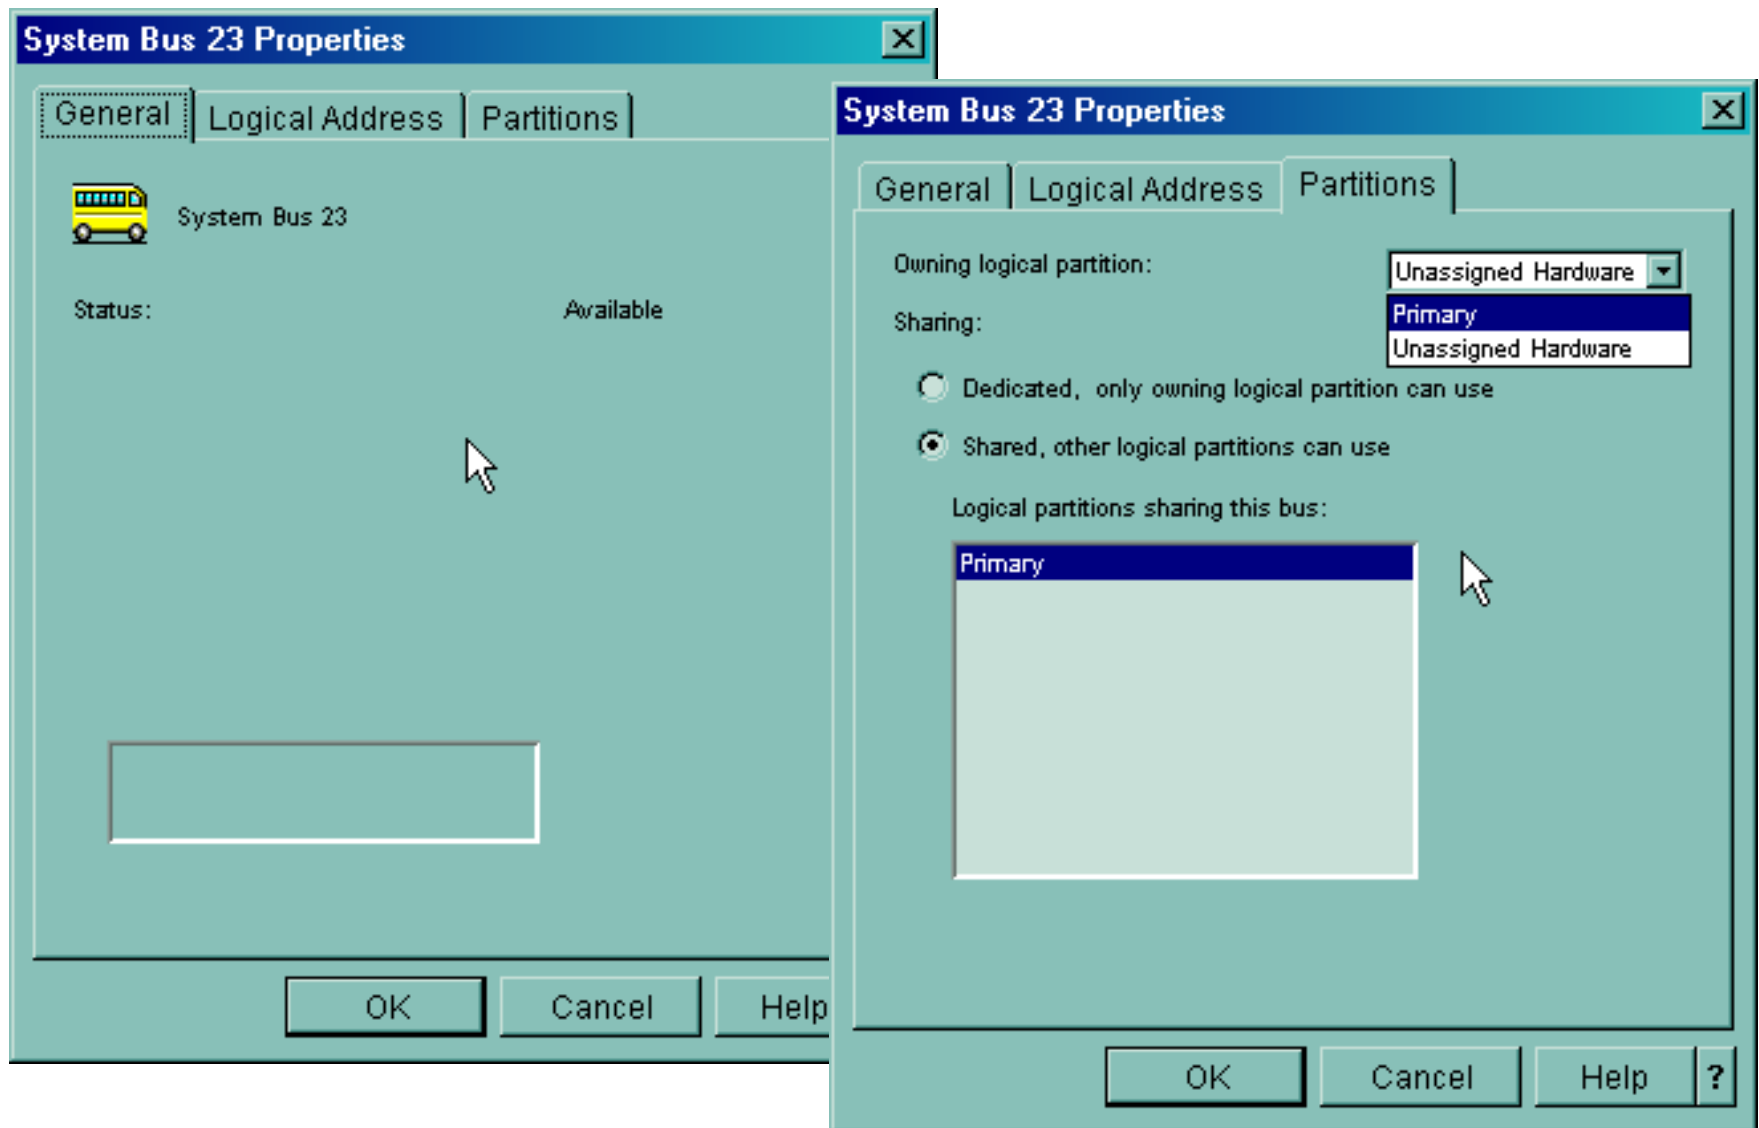 System Bus 23 Properties
General
Logical Address
Partitions
System Bus 23
Status:
Available
OK
Cancel
Help
System Bus 23 Properties
General
Logical Address
Partitions
Owning logical partition:
Unassigned Hardware
Primary
Unassigned Hardware
Sharing:
Dedicated, only owning logical partition can use
Shared, other logical partitions can use
Logical partitions sharing this bus:
Primary
OK
Cancel
Help
?